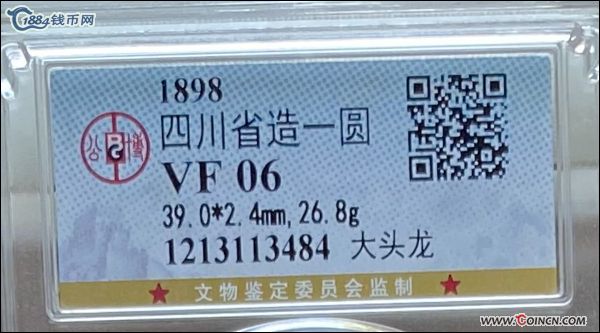 1884钱币网
1898
四川省造一圆
公博
VF 06
39.0*2.4mm,26.8g
1213113484 大头龙
★ 文物鉴定委员会监制 ★
www.COINCN.com